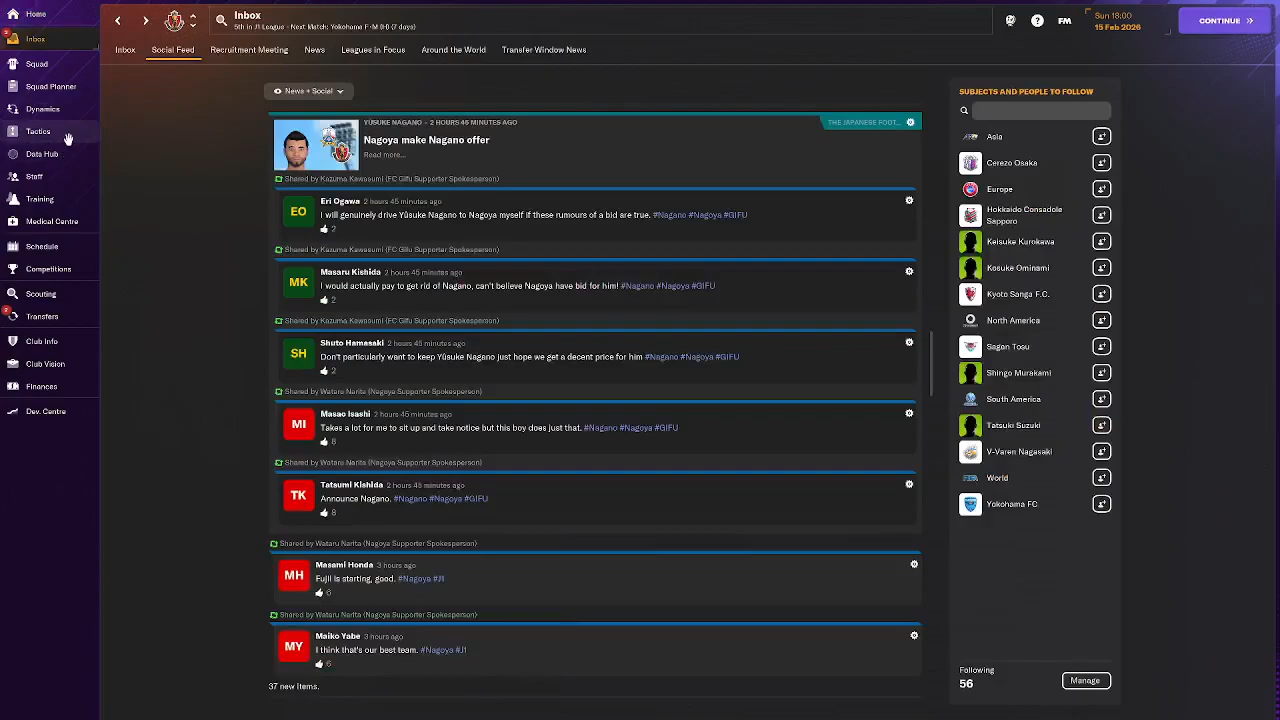 Home
Inbox
5th in J1 League - Next Match: Yokohama F·M (H) (7 days)
FM
Sun 18:00
15 Feb 2026
CONTINUE
2
Inbox
Squad
Squad Planner
Dynamics
Tactics
Data Hub
Staff
Training
Medical Centre
Schedule
Competitions
Scouting
2
Transfers
Club Info
Club Vision
Finances
Dev. Centre
Inbox Social Feed Recruitment Meeting News Leagues in Focus Around the World Transfer Window News
News + Social
YŪSUKE NAGANO - 2 HOURS 45 MINUTES AGO
THE JAPANESE FOOT...
Nagoya make Nagano offer
Read more...
Shared by Kazuma Kawasumi (FC Gifu Supporter Spokesperson)
EO
Eri Ogawa 2 hours 45 minutes ago
I will genuinely drive Yūsuke Nagano to Nagoya myself if these rumours of a bid are true. #Nagano #Nagoya #GIFU
2
Shared by Kazuma Kawasumi (FC Gifu Supporter Spokesperson)
MK
Masaru Kishida 2 hours 45 minutes ago
I would actually pay to get rid of Nagano, can't believe Nagoya have bid for him! #Nagano #Nagoya #GIFU
2
Shared by Kazuma Kawasumi (FC Gifu Supporter Spokesperson)
SH
Shuto Hamasaki 2 hours 45 minutes ago
Don't particularly want to keep Yūsuke Nagano just hope we get a decent price for him #Nagano #Nagoya #GIFU
2
Shared by Wataru Narita (Nagoya Supporter Spokesperson)
MI
Masao Isashi 2 hours 45 minutes ago
Takes a lot for me to sit up and take notice but this boy does just that. #Nagano #Nagoya #GIFU
8
Shared by Wataru Narita (Nagoya Supporter Spokesperson)
TK
Tatsumi Kishida 2 hours 45 minutes ago
Announce Nagano. #Nagano #Nagoya #GIFU
8
Shared by Wataru Narita (Nagoya Supporter Spokesperson)
MH
Masami Honda 3 hours ago
Fujii is starting, good. #Nagoya #J1
6
Shared by Wataru Narita (Nagoya Supporter Spokesperson)
MY
Maiko Yabe 3 hours ago
I think that's our best team. #Nagoya #J1
6
37 new items.
SUBJECTS AND PEOPLE TO FOLLOW
Asia
Cerezo Osaka
Europe
Hokkaido Consadole
Sapporo
Keisuke Kurokawa
Kosuke Ominami
Kyoto Sanga F.C.
North America
Sagan Tosu
Shingo Murakami
South America
Tatsuki Suzuki
V-Varen Nagasaki
FIFA
World
Yokohama FC
Following
56
Manage